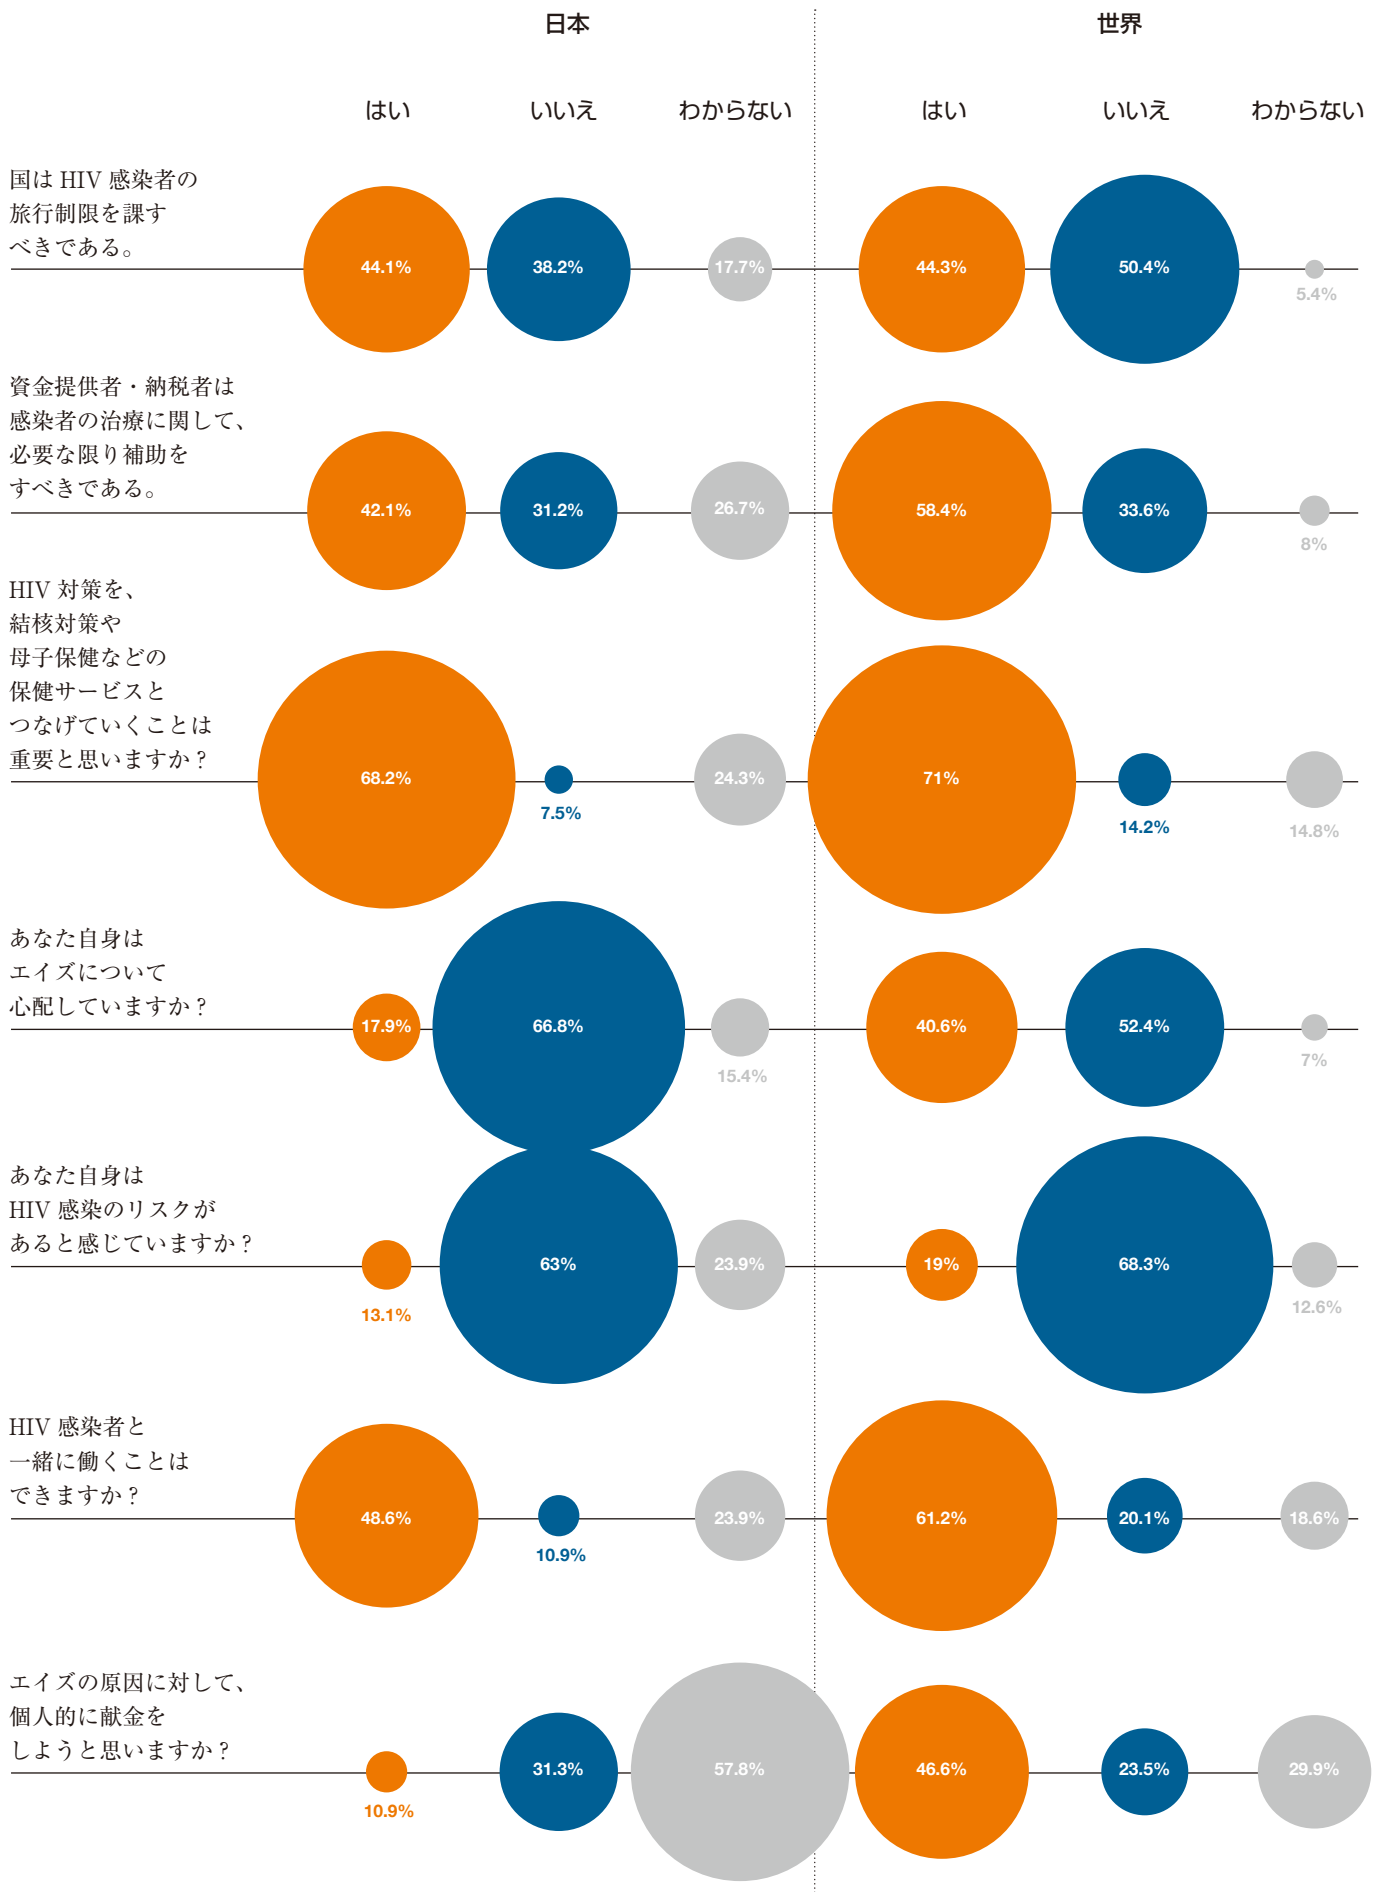 日本 世界
はい いいえ わからない はい いいえ わからない
国は HIV 感染者の
旅行制限を課す
べきである。
44.1% 38.2% 17.7% 44.3% 50.4% 5.4%
資金提供者・納税者は
感染者の治療に関して、
必要な限り補助を
すべきである。
42.1% 31.2% 26.7% 58.4% 33.6% 8%
HIV 対策を、
結核対策や
母子保健などの
保健サービスと
つなげていくことは
重要と思いますか？
68.2% 7.5% 24.3% 71% 14.2% 14.8%
あなた自身は
エイズについて
心配していますか？
17.9% 66.8% 15.4% 40.6% 52.4% 7%
あなた自身は
HIV 感染のリスクが
あると感じていますか？
13.1% 63% 23.9% 19% 68.3% 12.6%
HIV 感染者と
一緒に働くことは
できますか？
48.6% 10.9% 23.9% 61.2% 20.1% 18.6%
エイズの原因に対して、
個人的に献金を
しようと思いますか？
10.9% 31.3% 57.8% 46.6% 23.5% 29.9%